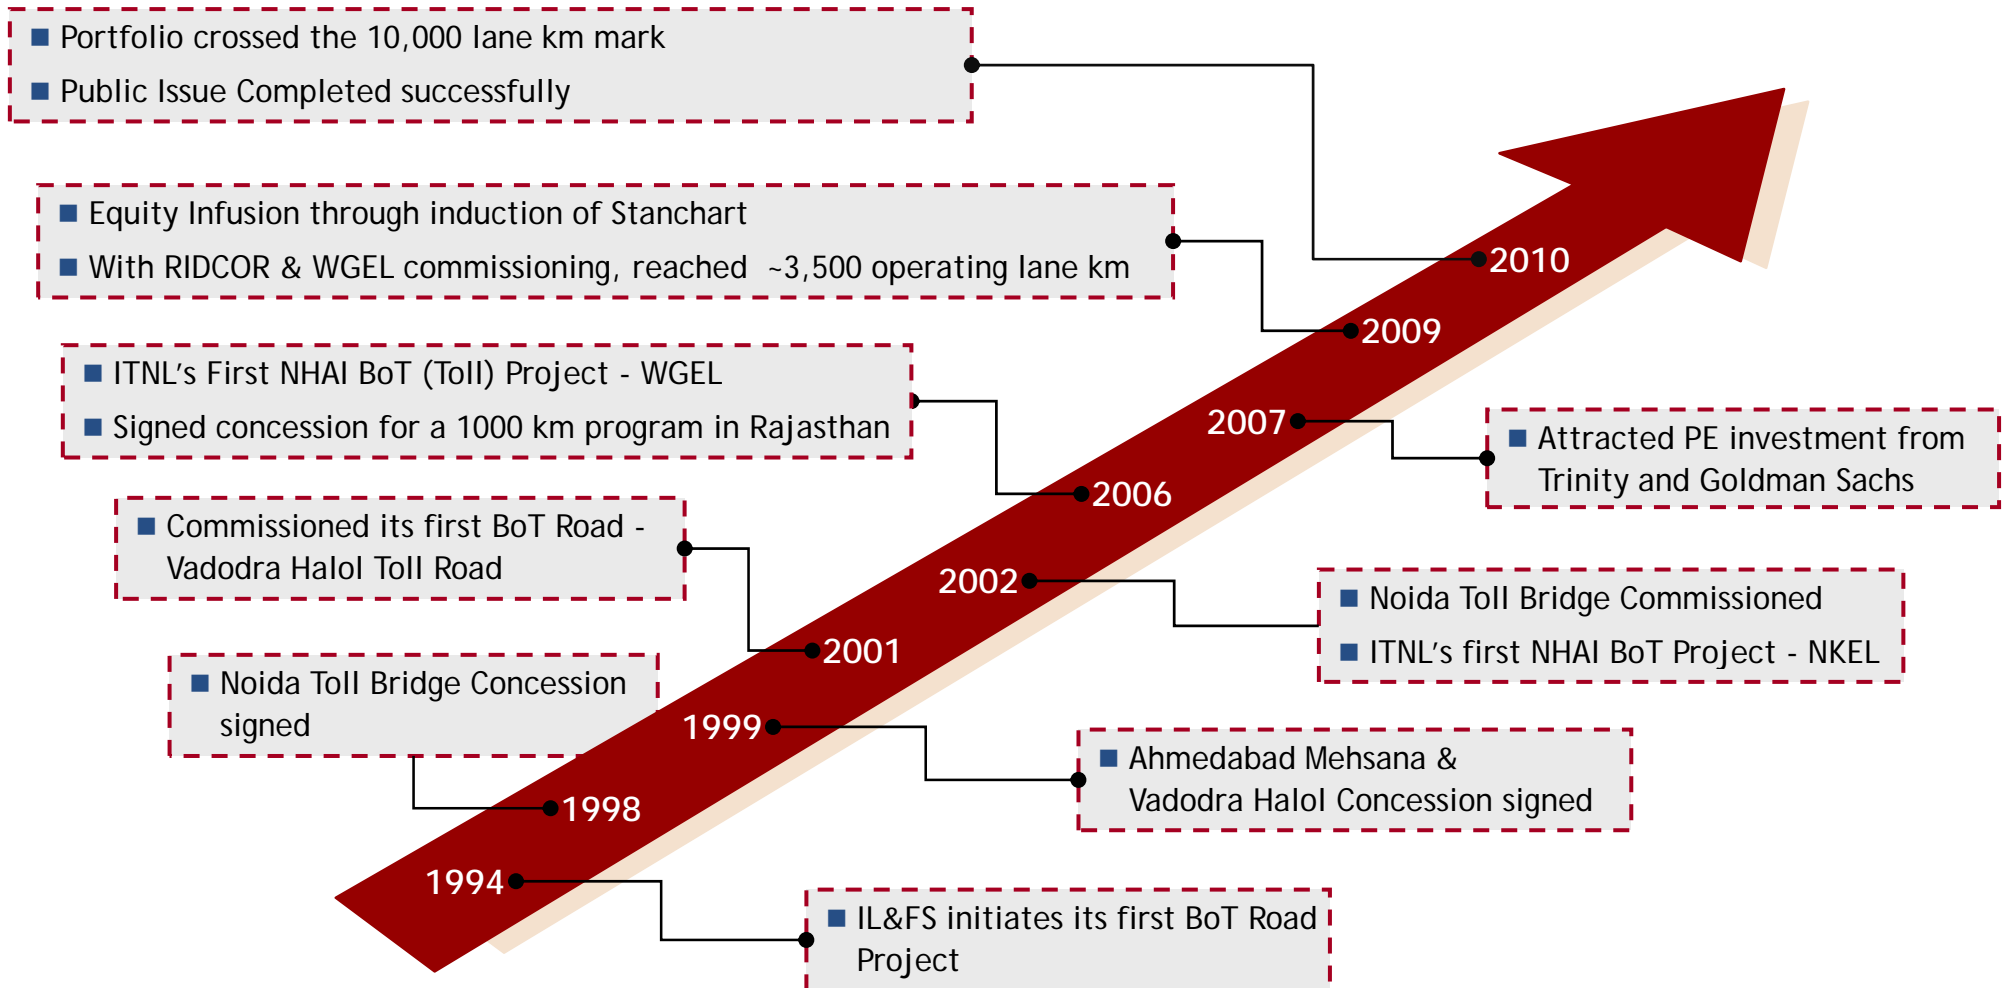 Portfolio crossed the 10,000 lane km mark
Public Issue Completed successfully
2010
Equity Infusion through induction of Stanchart
With RIDCOR & WGEL commissioning, reached ~3,500 operating lane km
2009
ITNL's First NHAI BoT (Toll) Project - WGEL
Signed concession for a 1000 km program in Rajasthan
2006
2007
Attracted PE investment from
Trinity and Goldman Sachs
Commissioned its first BoT Road -
Vadodra Halol Toll Road
2001
2002
Noida Toll Bridge Commissioned
ITNL's first NHAI BoT Project - NKEL
Noida Toll Bridge Concession
signed
1998
1999
Ahmedabad Mehsana &
Vadodra Halol Concession signed
1994
IL&FS initiates its first BoT Road
Project